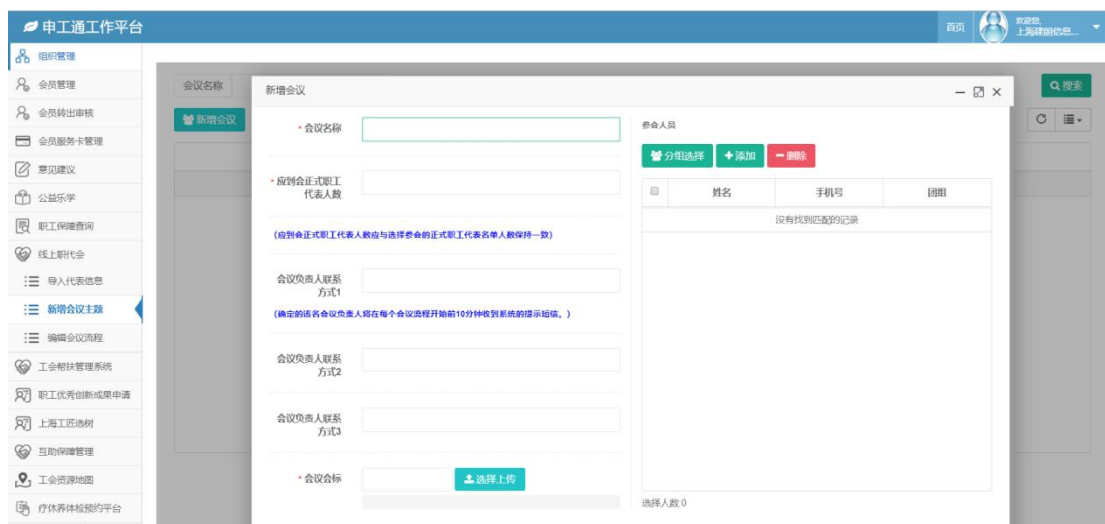 申工通工作平台
首页
欢迎您,
上海建朗信息...
组织管理
会员管理
会员转出审核
会员服务卡管理
意见建议
公益乐学
职工保障查询
线上职代会
导入代表信息
新增会议主题
编辑会议流程
工会帮扶管理系统
职工优秀创新成果申请
上海工匠选树
互助保障管理
工会资源地图
疗休养体检预约平台
会议名称
搜索
新增会议
新增会议
* 会议名称
* 应到会正式职工
代表人数
(应到会正式职工代表人数应与选择参会的正式职工代表名单人数保持一致)
会议负责人联系
方式1
(确定的该名会议负责人将在每个会议流程开始前10分钟收到系统的提示短信。)
会议负责人联系
方式2
会议负责人联系
方式3
* 会议会标
选择上传
参会人员
分组选择
添加
删除
姓名 手机号 团组
没有找到匹配的记录
选择人数:0